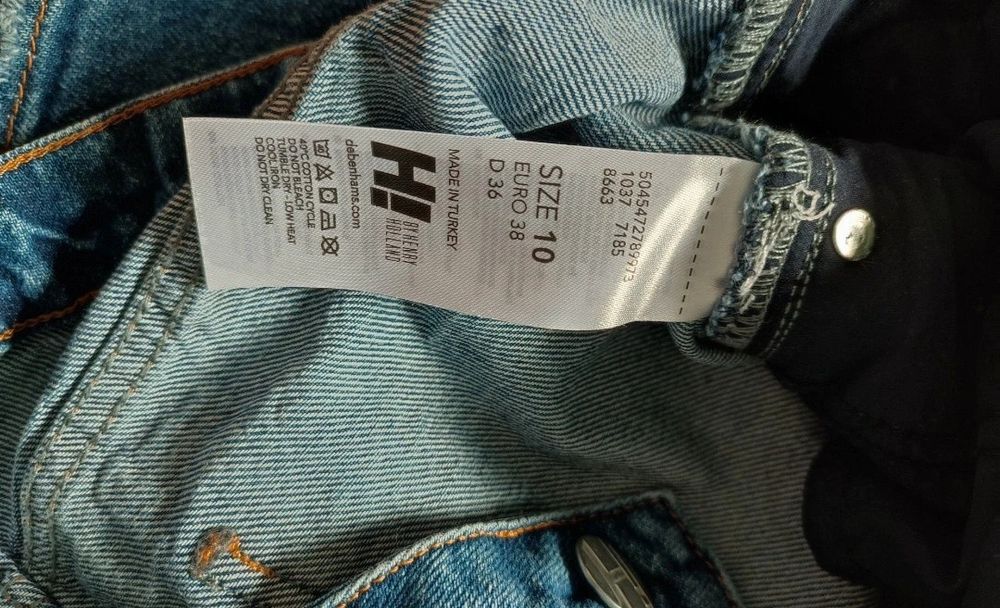 5045472789973
1037 7185
8663
SIZE 10
EURO 38
D 36
MADE IN TURKEY
H!
BY HENRY
HOLLAND
debenhams.com
40°C COTTON CYCLE
DO NOT BLEACH
TUMBLE DRY - LOW HEAT
COOL IRON
DO NOT DRY CLEAN